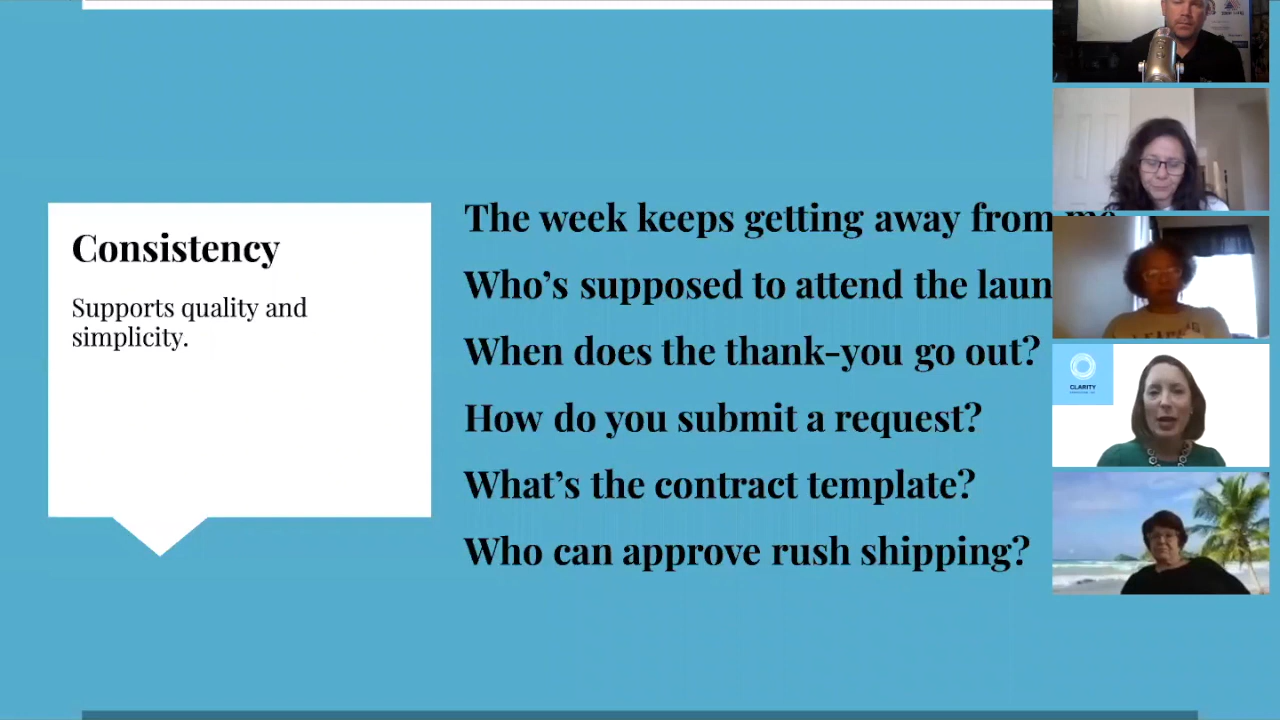 Consistency
Supports quality and
simplicity.
The week keeps getting away from me
Who’s supposed to attend the laun
When does the thank-you go out?
How do you submit a request?
What’s the contract template?
Who can approve rush shipping?
CLARITY